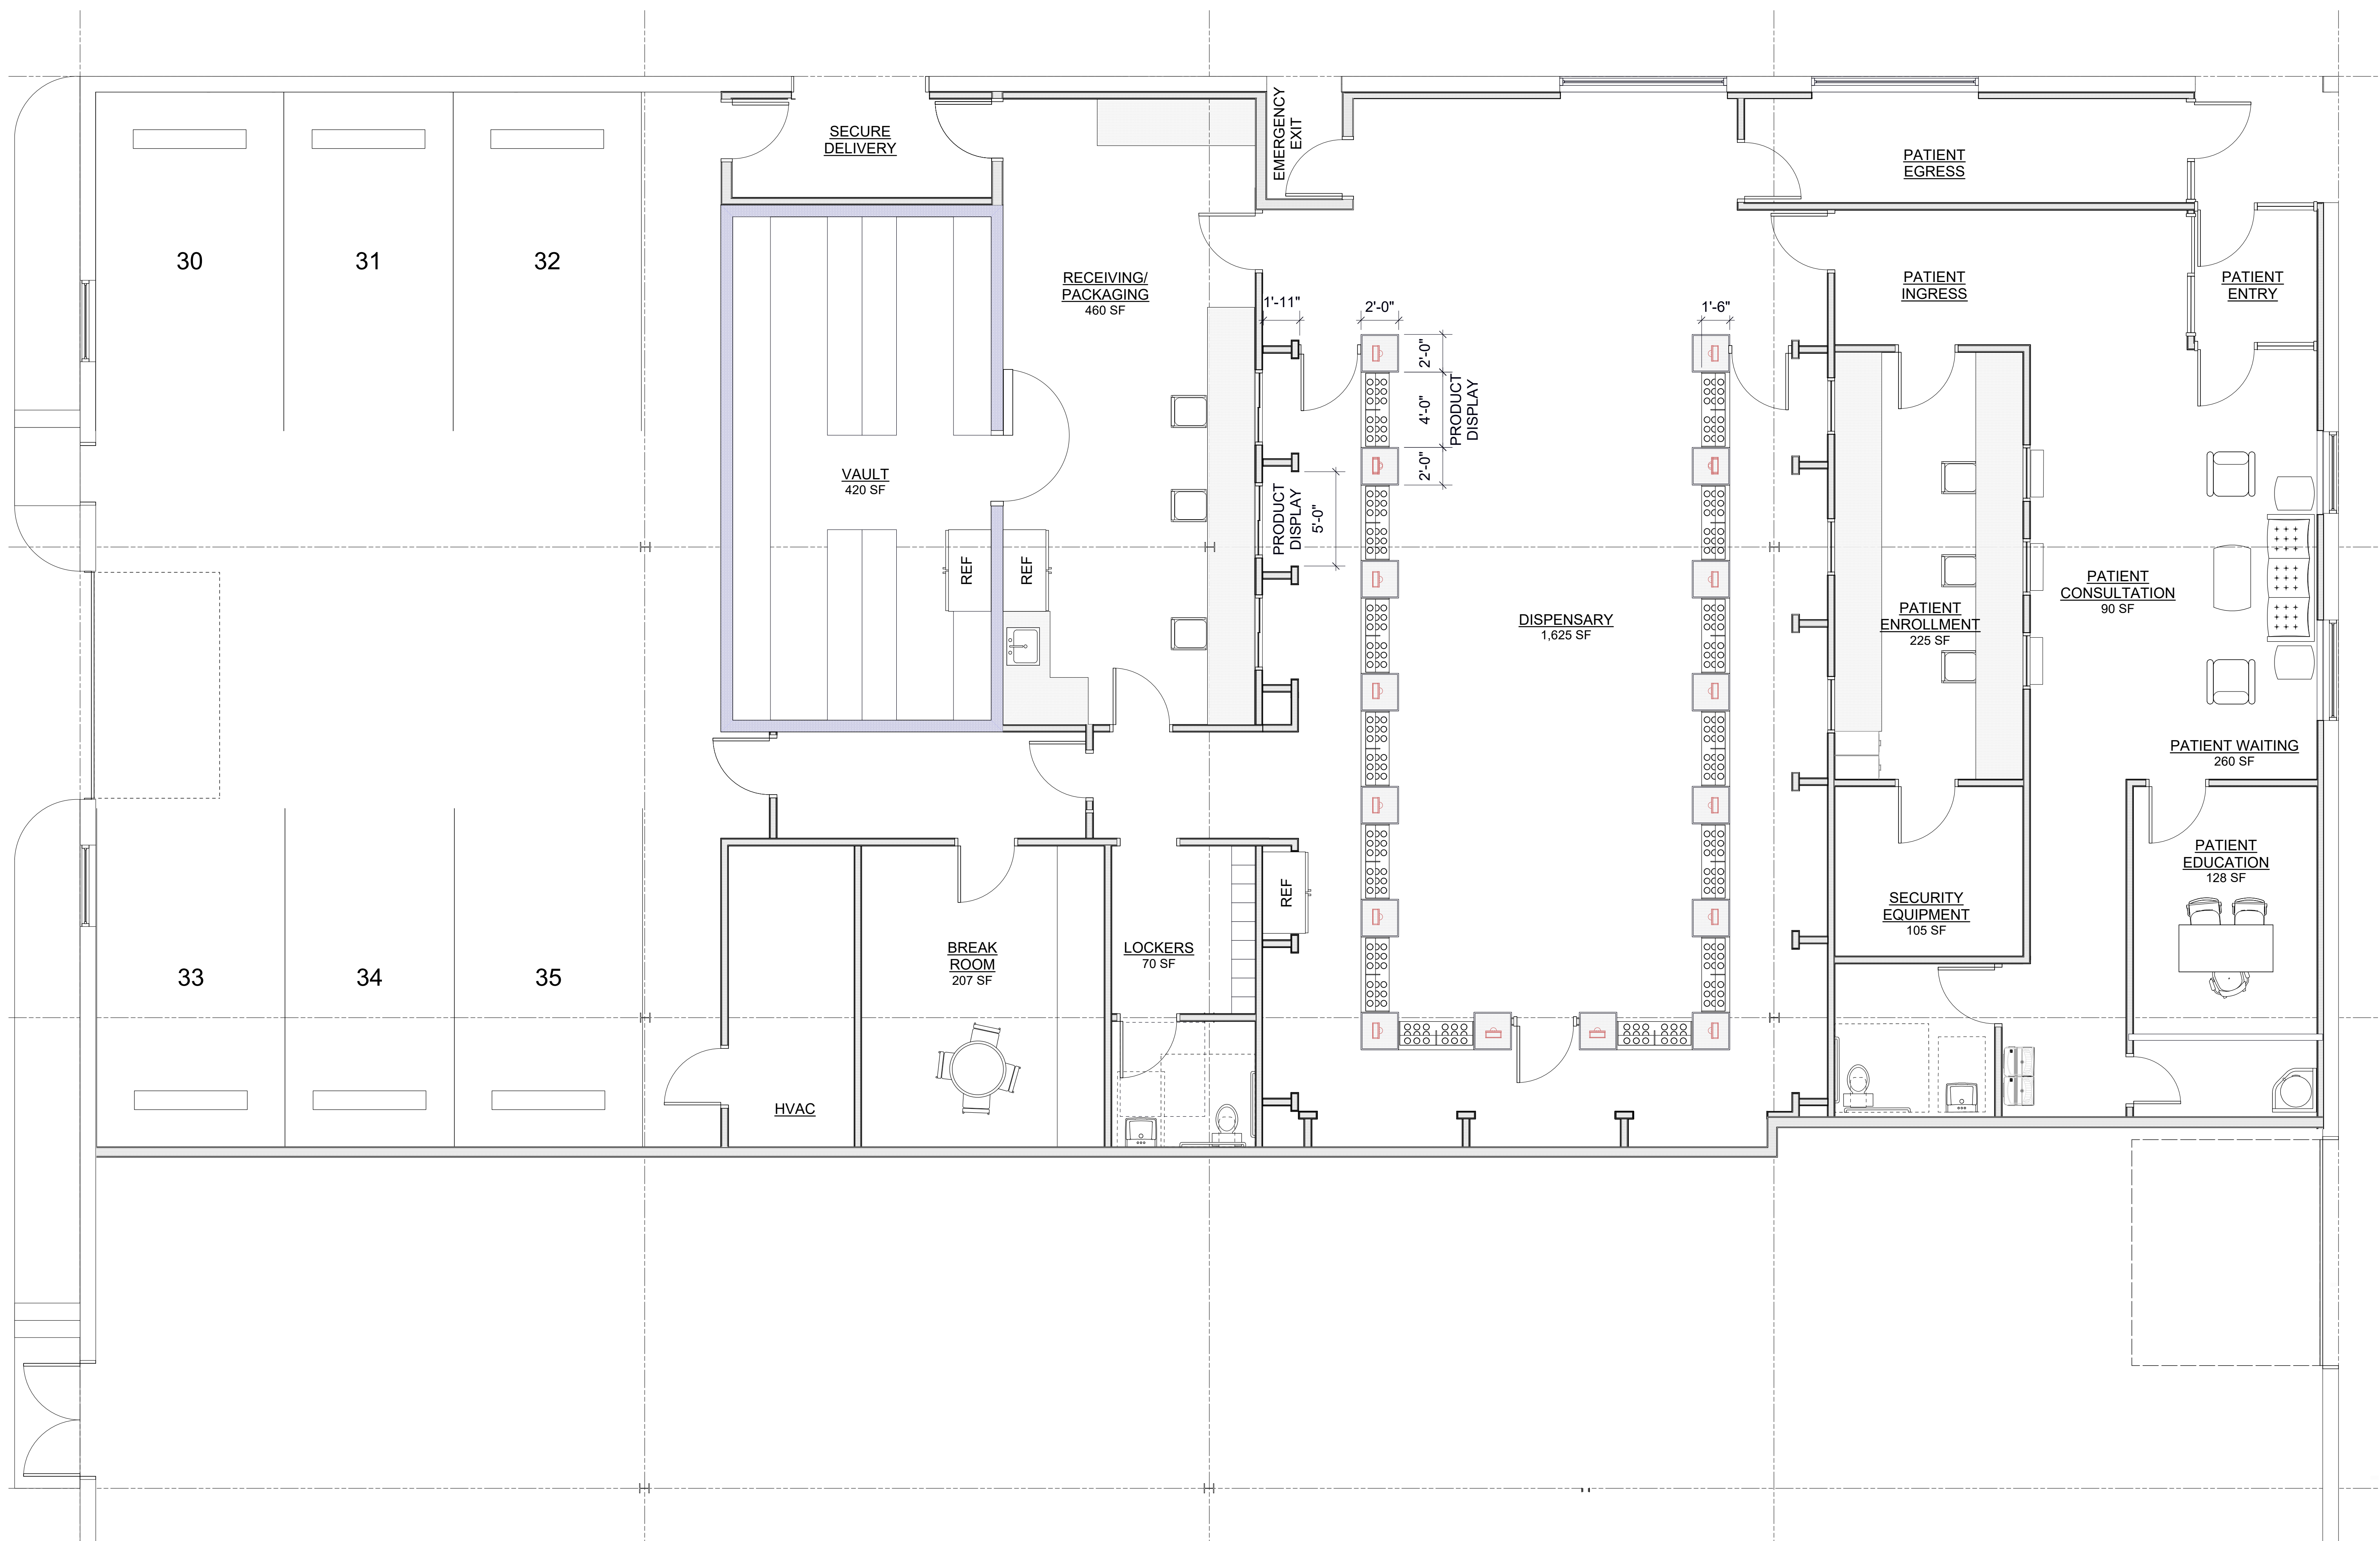 SECURE
DELIVERY
EMERGENCY
EXIT
PATIENT
EGRESS
30
31
32
RECEIVING/
PACKAGING
460 SF
PATIENT
INGRESS
PATIENT
ENTRY
1'-11"
2'-0"
1'-6"
2'-0"
4'-0"
PRODUCT
DISPLAY
2'-0"
VAULT
420 SF
PRODUCT
DISPLAY
5'-0"
REF
REF
DISPENSARY
1,625 SF
PATIENT
ENROLLMENT
225 SF
PATIENT
CONSULTATION
90 SF
PATIENT WAITING
260 SF
PATIENT
EDUCATION
128 SF
REF
SECURITY
EQUIPMENT
105 SF
33
34
35
BREAK
ROOM
207 SF
LOCKERS
70 SF
HVAC